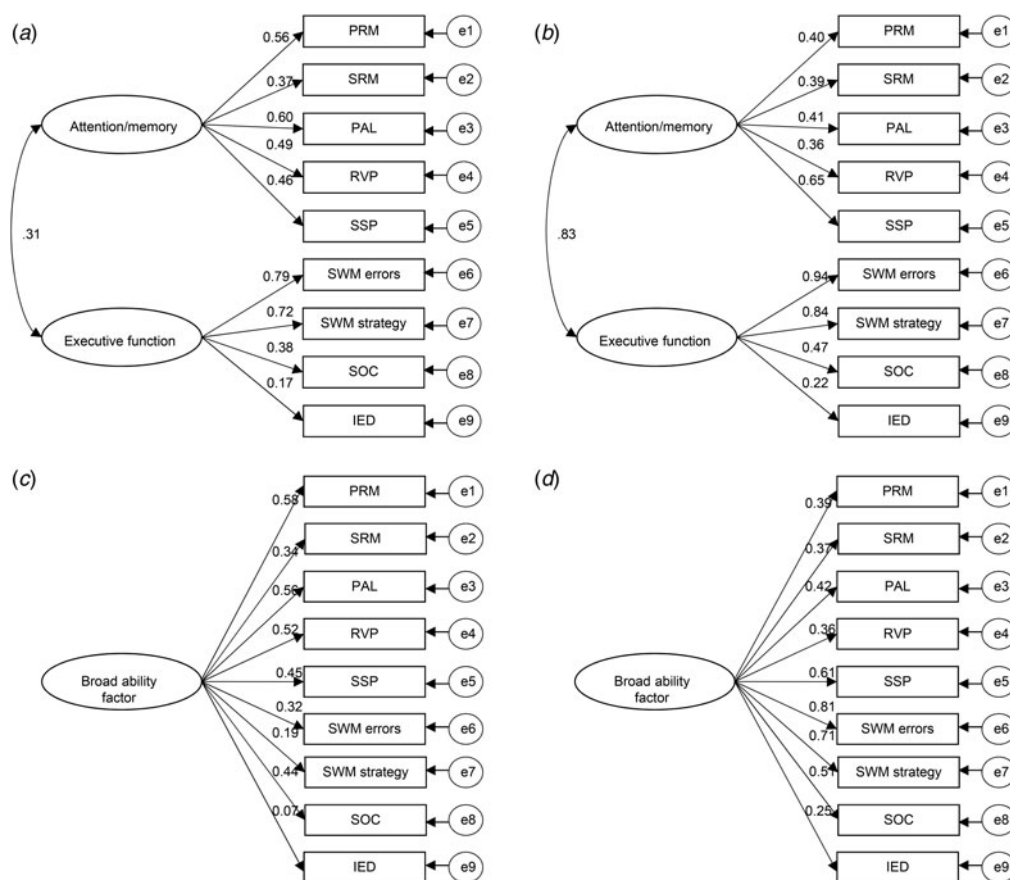 (a)
0.56
PRM
e1
0.37
SRM
e2
Attention/memory
0.60
PAL
e3
0.49
RVP
e4
0.46
SSP
e5
.31
0.79
SWM errors
e6
0.72
SWM strategy
e7
Executive function
0.38
SOC
e8
0.17
IED
e9
(b)
0.40
PRM
e1
0.39
SRM
e2
Attention/memory
0.41
PAL
e3
0.36
RVP
e4
0.65
SSP
e5
.83
0.94
SWM errors
e6
0.84
SWM strategy
e7
Executive function
0.47
SOC
e8
0.22
IED
e9
(c)
0.58
PRM
e1
0.34
SRM
e2
0.56
PAL
e3
0.52
RVP
e4
Broad ability
factor
0.45
SSP
e5
0.32
SWM errors
e6
0.19
SWM strategy
e7
0.44
SOC
e8
0.07
IED
e9
(d)
0.39
PRM
e1
0.37
SRM
e2
0.42
PAL
e3
0.36
RVP
e4
Broad ability
factor
0.61
SSP
e5
0.81
SWM errors
e6
0.71
SWM strategy
e7
0.51
SOC
e8
0.25
IED
e9